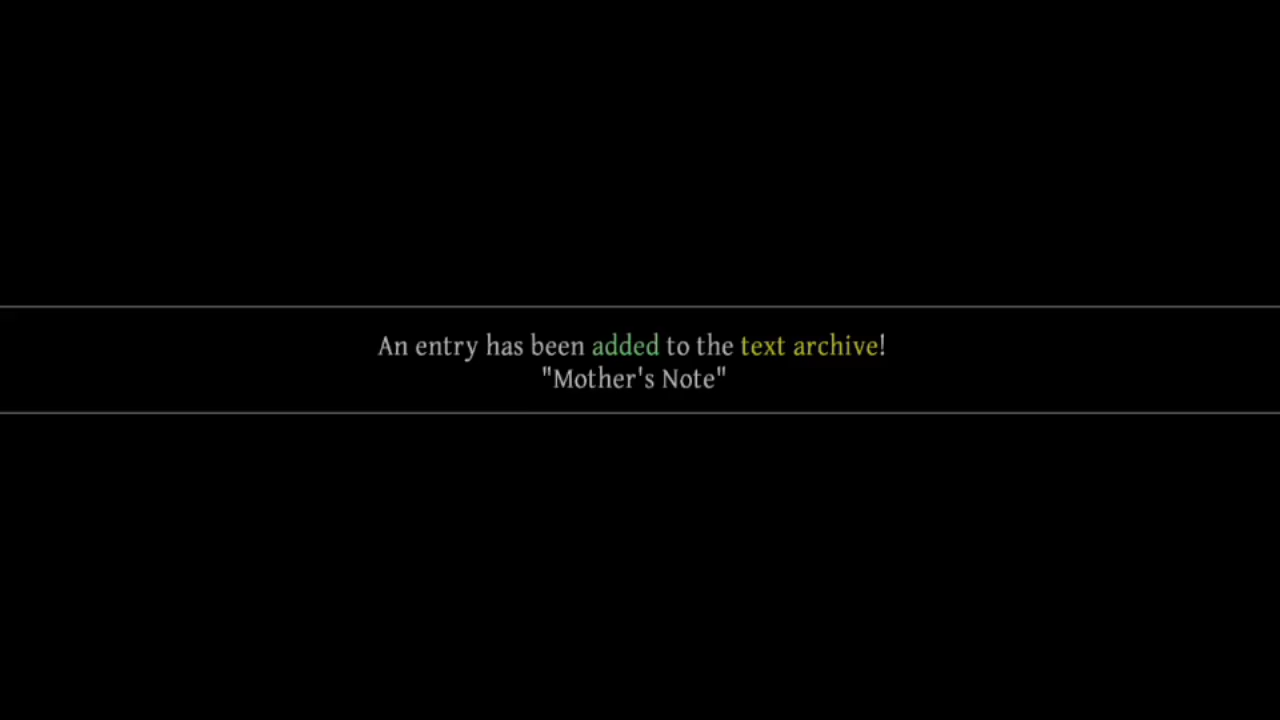 An entry has been added to the text archive!
"Mother's Note"